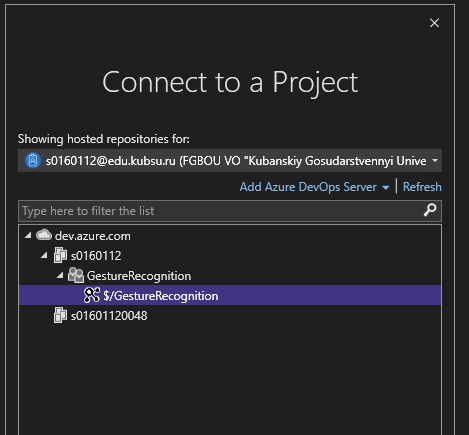 Connect to a Project
Showing hosted repositories for:
s0160112@edu.kubsu.ru (FGBOU VO "Kubanskiy Gosudarstvennyi Unive
Add Azure DevOps Server Refresh
Type here to filter the list
dev.azure.com
s0160112
GestureRecognition
$/GestureRecognition
s01601120048